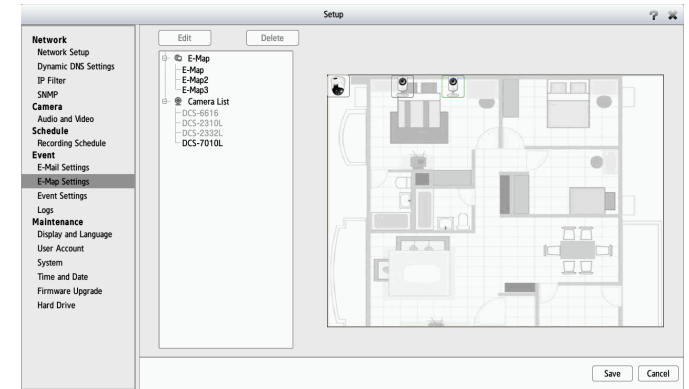 Setup
? ✖
Network
Network Setup
Dynamic DNS Settings
IP Filter
SNMP
Camera
Audio and Video
Schedule
Recording Schedule
Event
E-Mail Settings
E-Map Settings
Event Settings
Logs
Maintenance
Display and Language
User Account
System
Time and Date
Firmware Upgrade
Hard Drive
Edit
Delete
E-Map
E-Map
E-Map2
E-Map3
Camera List
DCS-6616
DCS-2310L
DCS-2332L
DCS-7010L
Save
Cancel